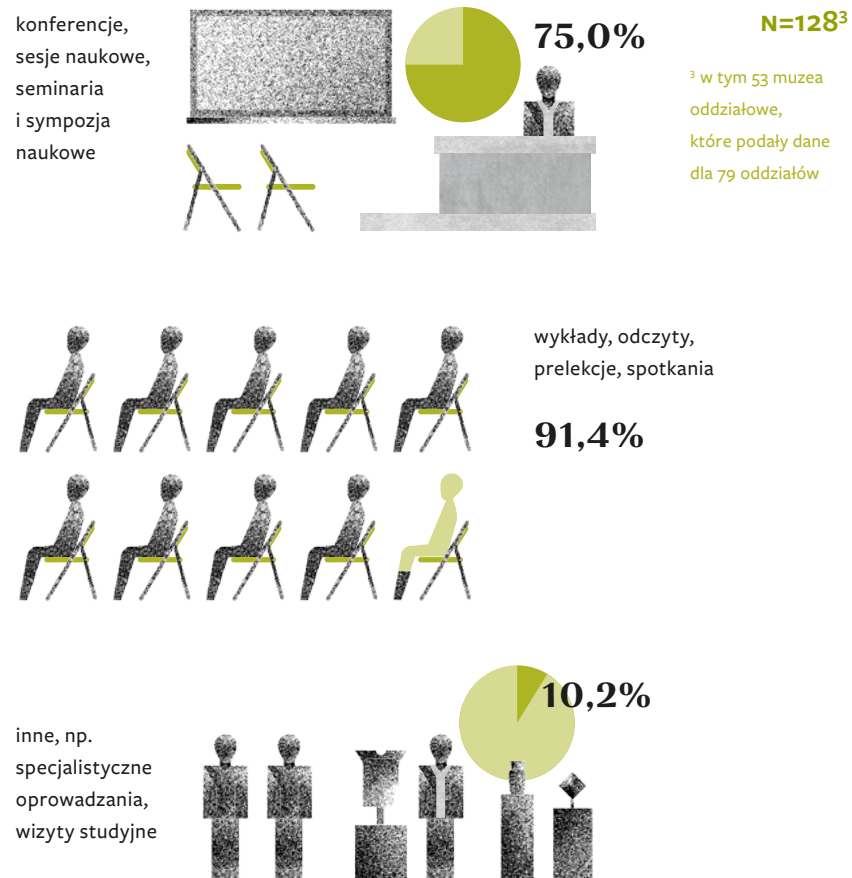 konferencje,
sesje naukowe,
seminaria
i sympozja
naukowe
75,0%
N=128³
³ w tym 53 muzea
oddziałowe,
które podały dane
dla 79 oddziałów
wykłady, odczyty,
prelekcje, spotkania
91,4%
10,2%
inne, np.
specjalistyczne
oprowadzania,
wizyty studyjne